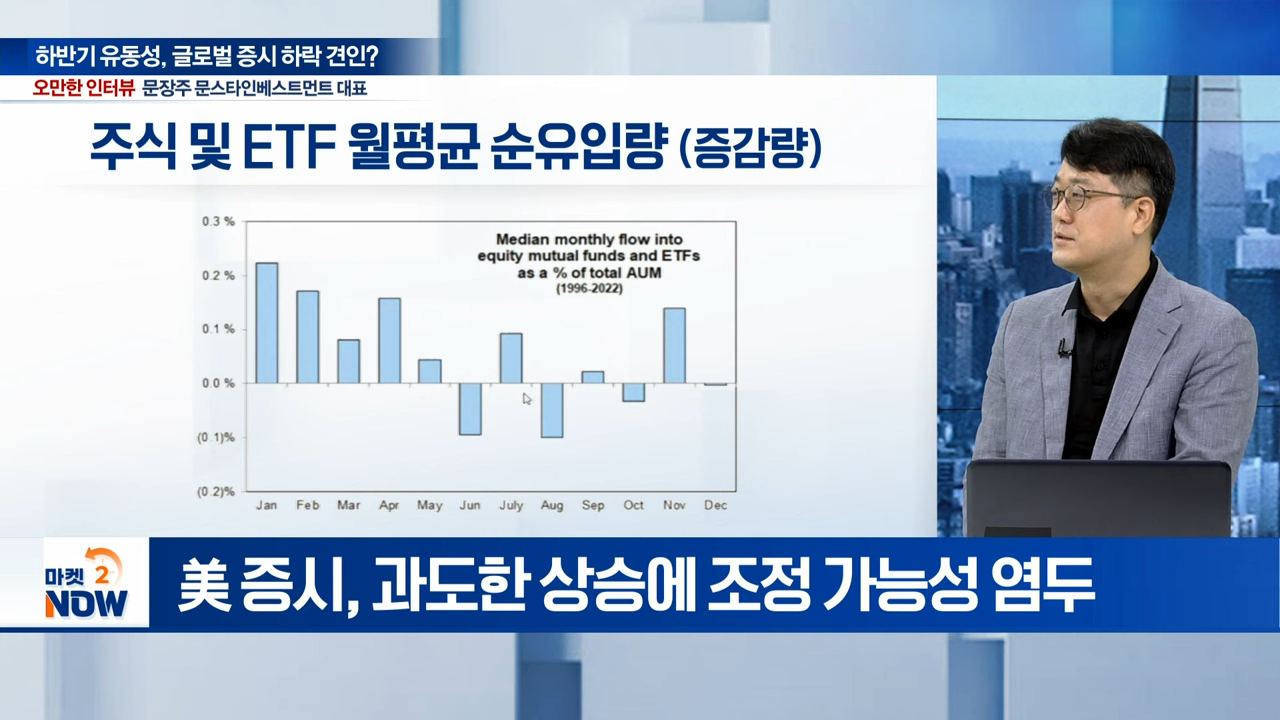 하반기 유동성, 글로벌 증시 하락 견인?
오만한 인터뷰 문장주 문스타인베스트먼트 대표
주식 및 ETF 월평균 순유입량 (증감량)
Median monthly flow into
equity mutual funds and ETFs
as a % of total AUM
(1996-2022)
0.3 %
0.2 %
0.1 %
0.0 %
(0.1)%
(0.2)%
Jan Feb Mar Apr May Jun July Aug Sep Oct Nov Dec
마켓 2
NOW
美 증시, 과도한 상승에 조정 가능성 염두